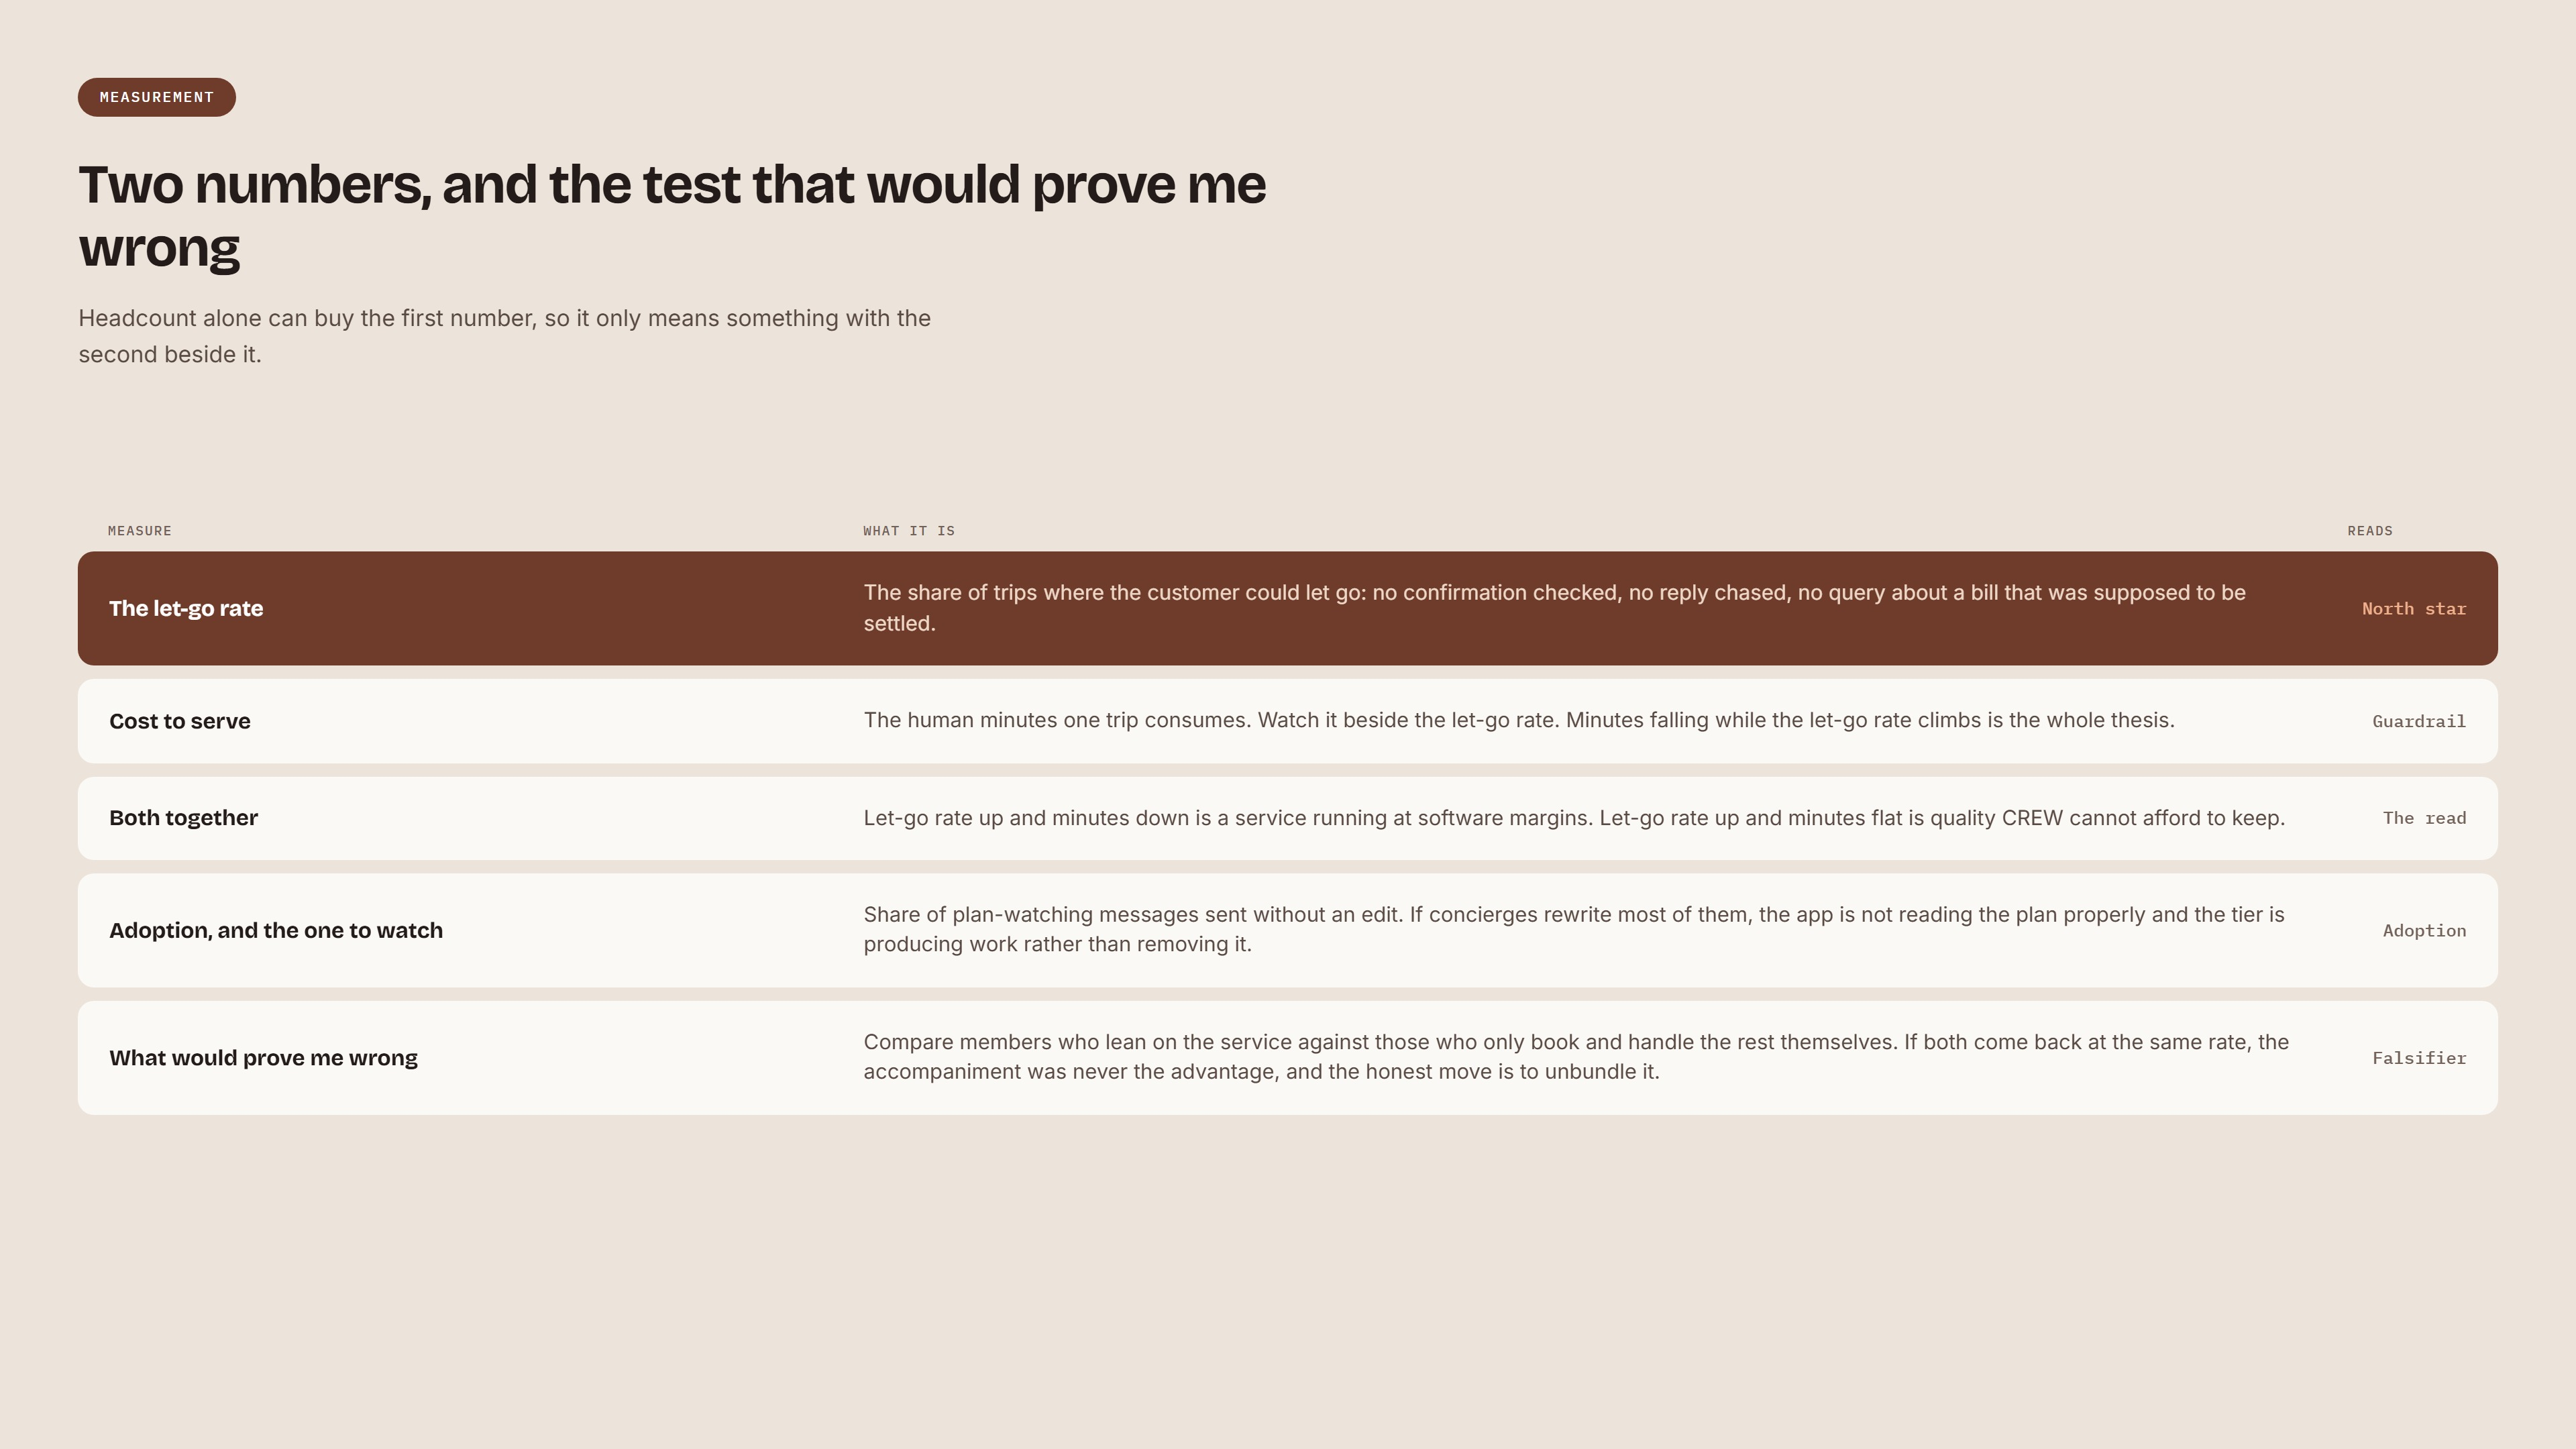 MEASUREMENT
Two numbers, and the test that would prove me
wrong
Headcount alone can buy the first number, so it only means something with the
second beside it.
MEASURE
WHAT IT IS
READS
The let-go rate
The share of trips where the customer could let go: no confirmation checked, no reply chased, no query about a bill that was supposed to be
settled.
North star
Cost to serve
The human minutes one trip consumes. Watch it beside the let-go rate. Minutes falling while the let-go rate climbs is the whole thesis.
Guardrail
Both together
Let-go rate up and minutes down is a service running at software margins. Let-go rate up and minutes flat is quality CREW cannot afford to keep.
The read
Adoption, and the one to watch
Share of plan-watching messages sent without an edit. If concierges rewrite most of them, the app is not reading the plan properly and the tier is
producing work rather than removing it.
Adoption
What would prove me wrong
Compare members who lean on the service against those who only book and handle the rest themselves. If both come back at the same rate, the
accompaniment was never the advantage, and the honest move is to unbundle it.
Falsifier